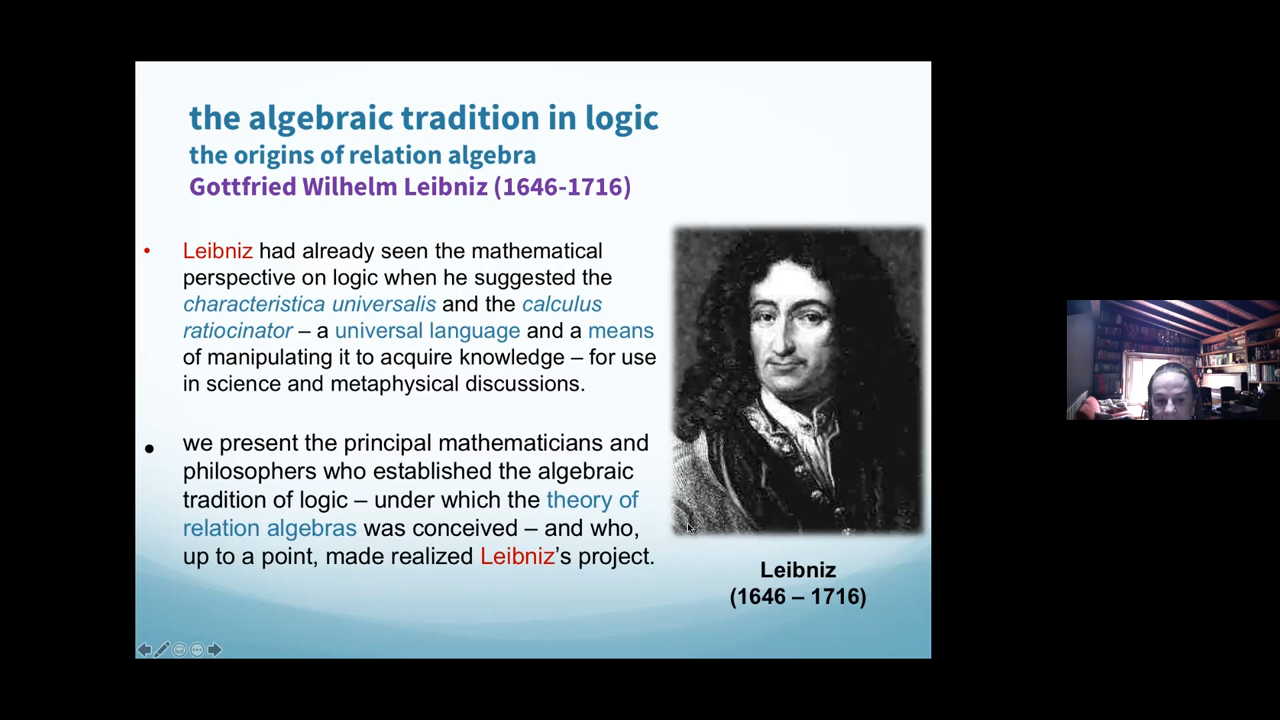 the algebraic tradition in logic
the origins of relation algebra
Gottfried Wilhelm Leibniz (1646-1716)
• Leibniz had already seen the mathematical
perspective on logic when he suggested the
characteristica universalis and the calculus
ratiocinator – a universal language and a means
of manipulating it to acquire knowledge – for use
in science and metaphysical discussions.
• we present the principal mathematicians and
philosophers who established the algebraic
tradition of logic – under which the theory of
relation algebras was conceived – and who,
up to a point, made realized Leibniz’s project.
Leibniz
(1646 – 1716)